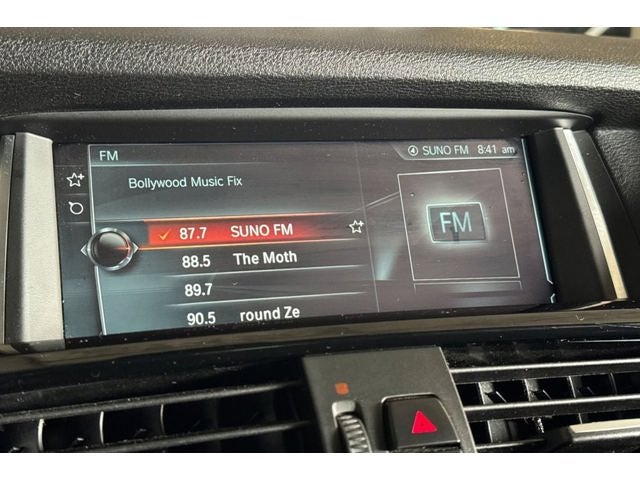 FM
4 SUNO FM 8:41 am
Bollywood Music Fix
87.7 SUNO FM
88.5 The Moth
89.7
90.5 round Ze
FM